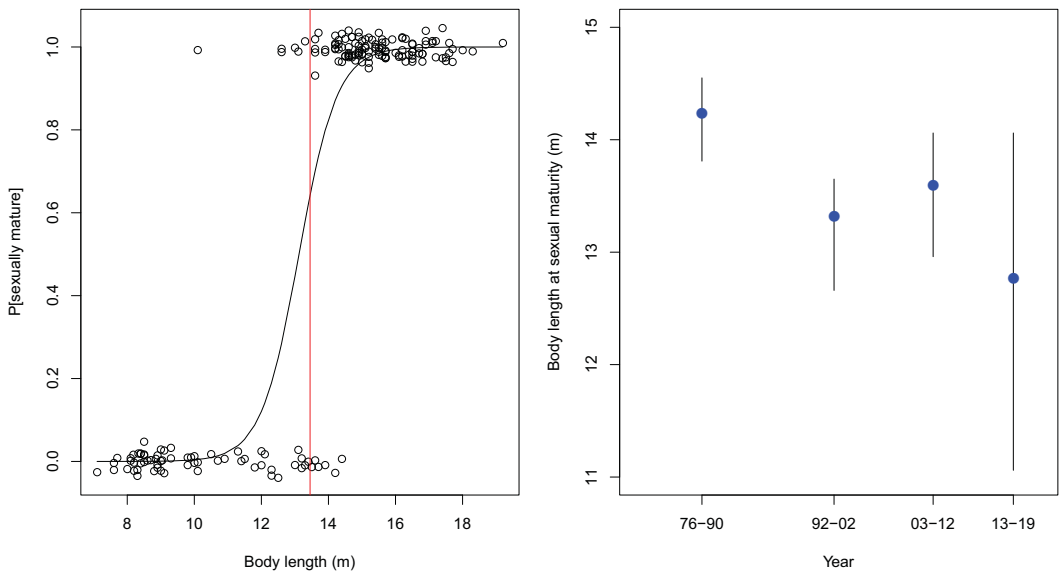 P[sexually mature]
1.0
0.8
0.6
0.4
0.2
0.0
8 10 12 14 16 18
Body length (m)
Body length at sexual maturity (m)
15
14
13
12
11
76−90 92−02 03−12 13−19
Year